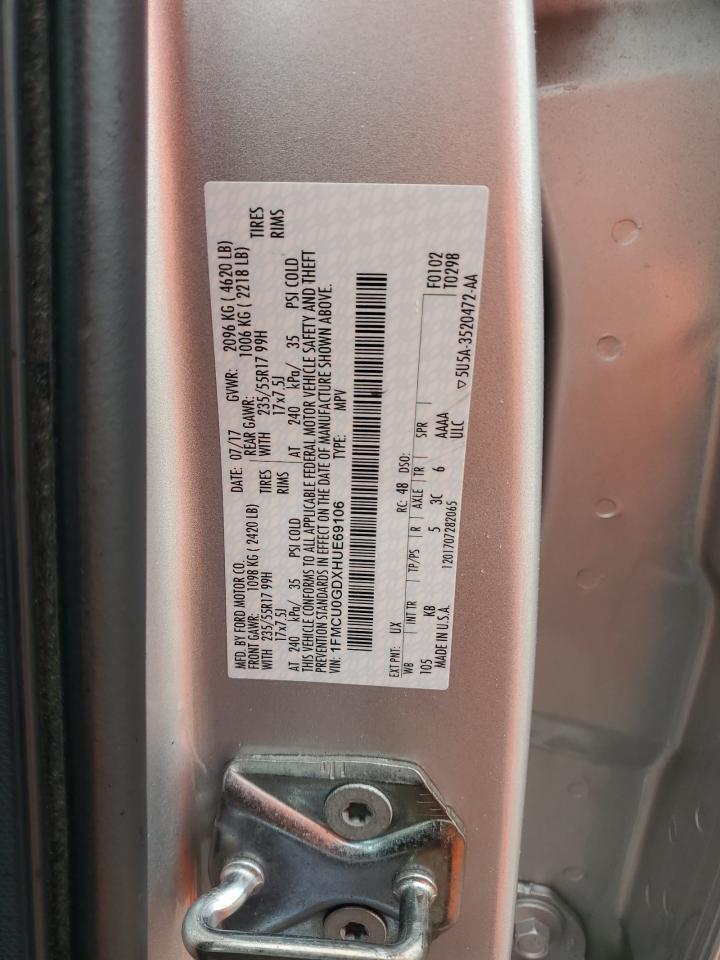 MFD. BY FORD MOTOR CO.
DATE: 07/17 GVWR: 2096 KG ( 4620 LB)
FRONT GAWR: 1098 KG ( 2420 LB) REAR GAWR: 1006 KG ( 2218 LB)
WITH 235/55R17 99H TIRES WITH 235/55R17 99H TIRES
17x7.5J RIMS 17x7.5J RIMS
AT 240 kPa/ 35 PSI COLD AT 240 kPa/ 35 PSI COLD
THIS VEHICLE CONFORMS TO ALL APPLICABLE FEDERAL MOTOR VEHICLE SAFETY AND THEFT
PREVENTION STANDARDS IN EFFECT ON THE DATE OF MANUFACTURE SHOWN ABOVE.
VIN: 1FMCU0GDXHUE69106 TYPE: MPV
EXT PNT: UX RC: 48 DSO: F0102
WB INT TR TP/PS R AXLE TR SPR T0298
105 KB 5 3C 6 AAAA
ULC
MADE IN U.S.A. 1201707282065 ▽5U5A-3520472-AA